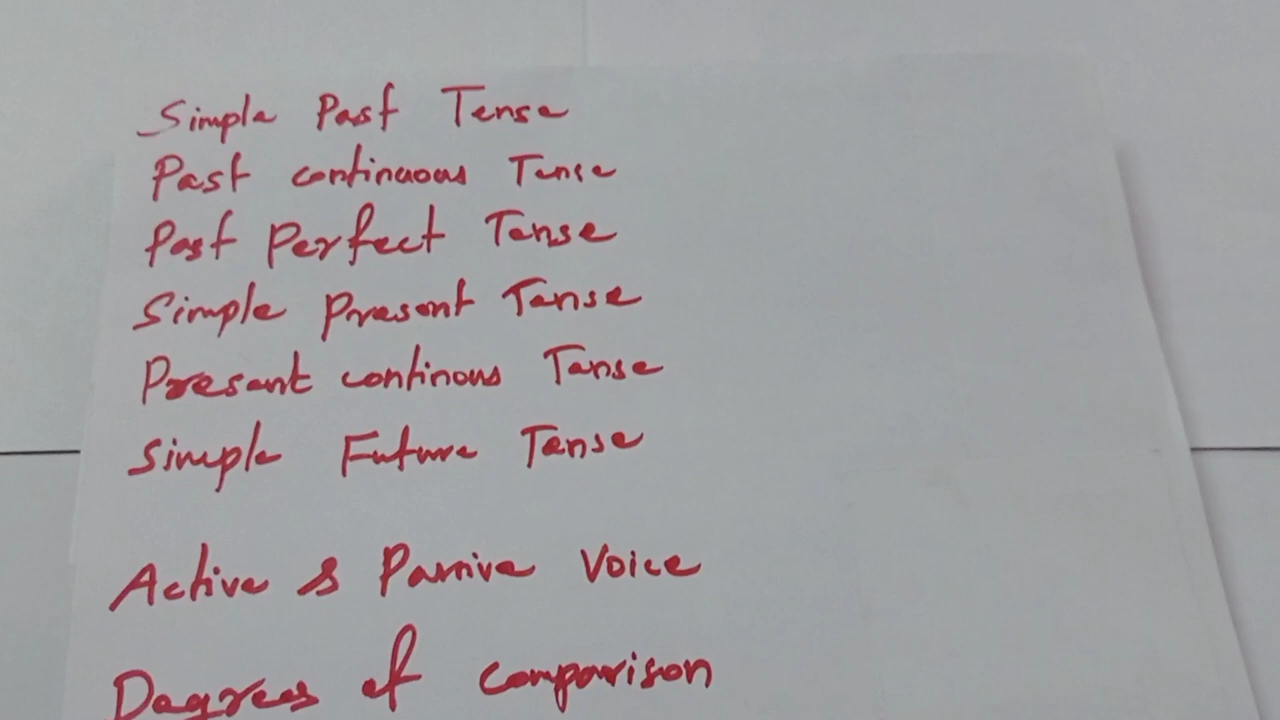 Simple Past Tense
Past continuous Tense
Past Perfect Tense
Simple Present Tense
Present continous Tense
Simple Future Tense
Active & Passive Voice
Degrees of comparison